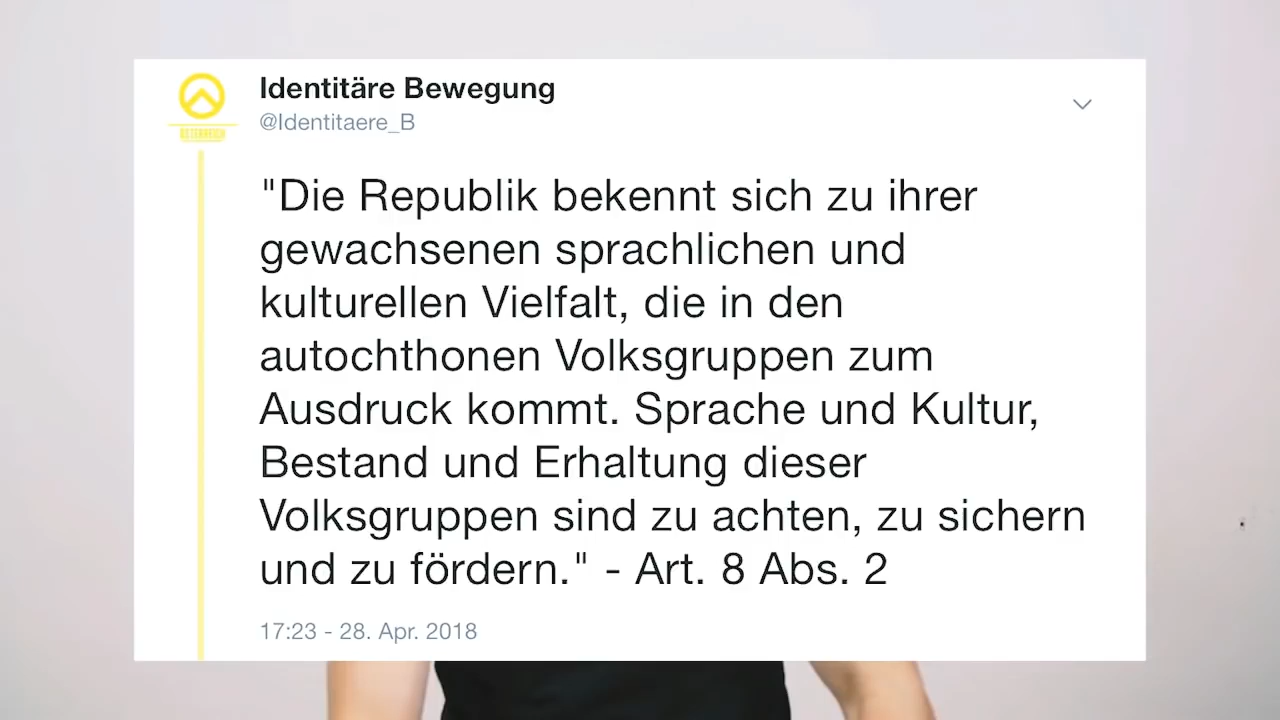 Identitäre Bewegung
@Identitaere_B
ÖSTERREICH
"Die Republik bekennt sich zu ihrer
gewachsenen sprachlichen und
kulturellen Vielfalt, die in den
autochthonen Volksgruppen zum
Ausdruck kommt. Sprache und Kultur,
Bestand und Erhaltung dieser
Volksgruppen sind zu achten, zu sichern
und zu fördern." - Art. 8 Abs. 2
17:23 - 28. Apr. 2018